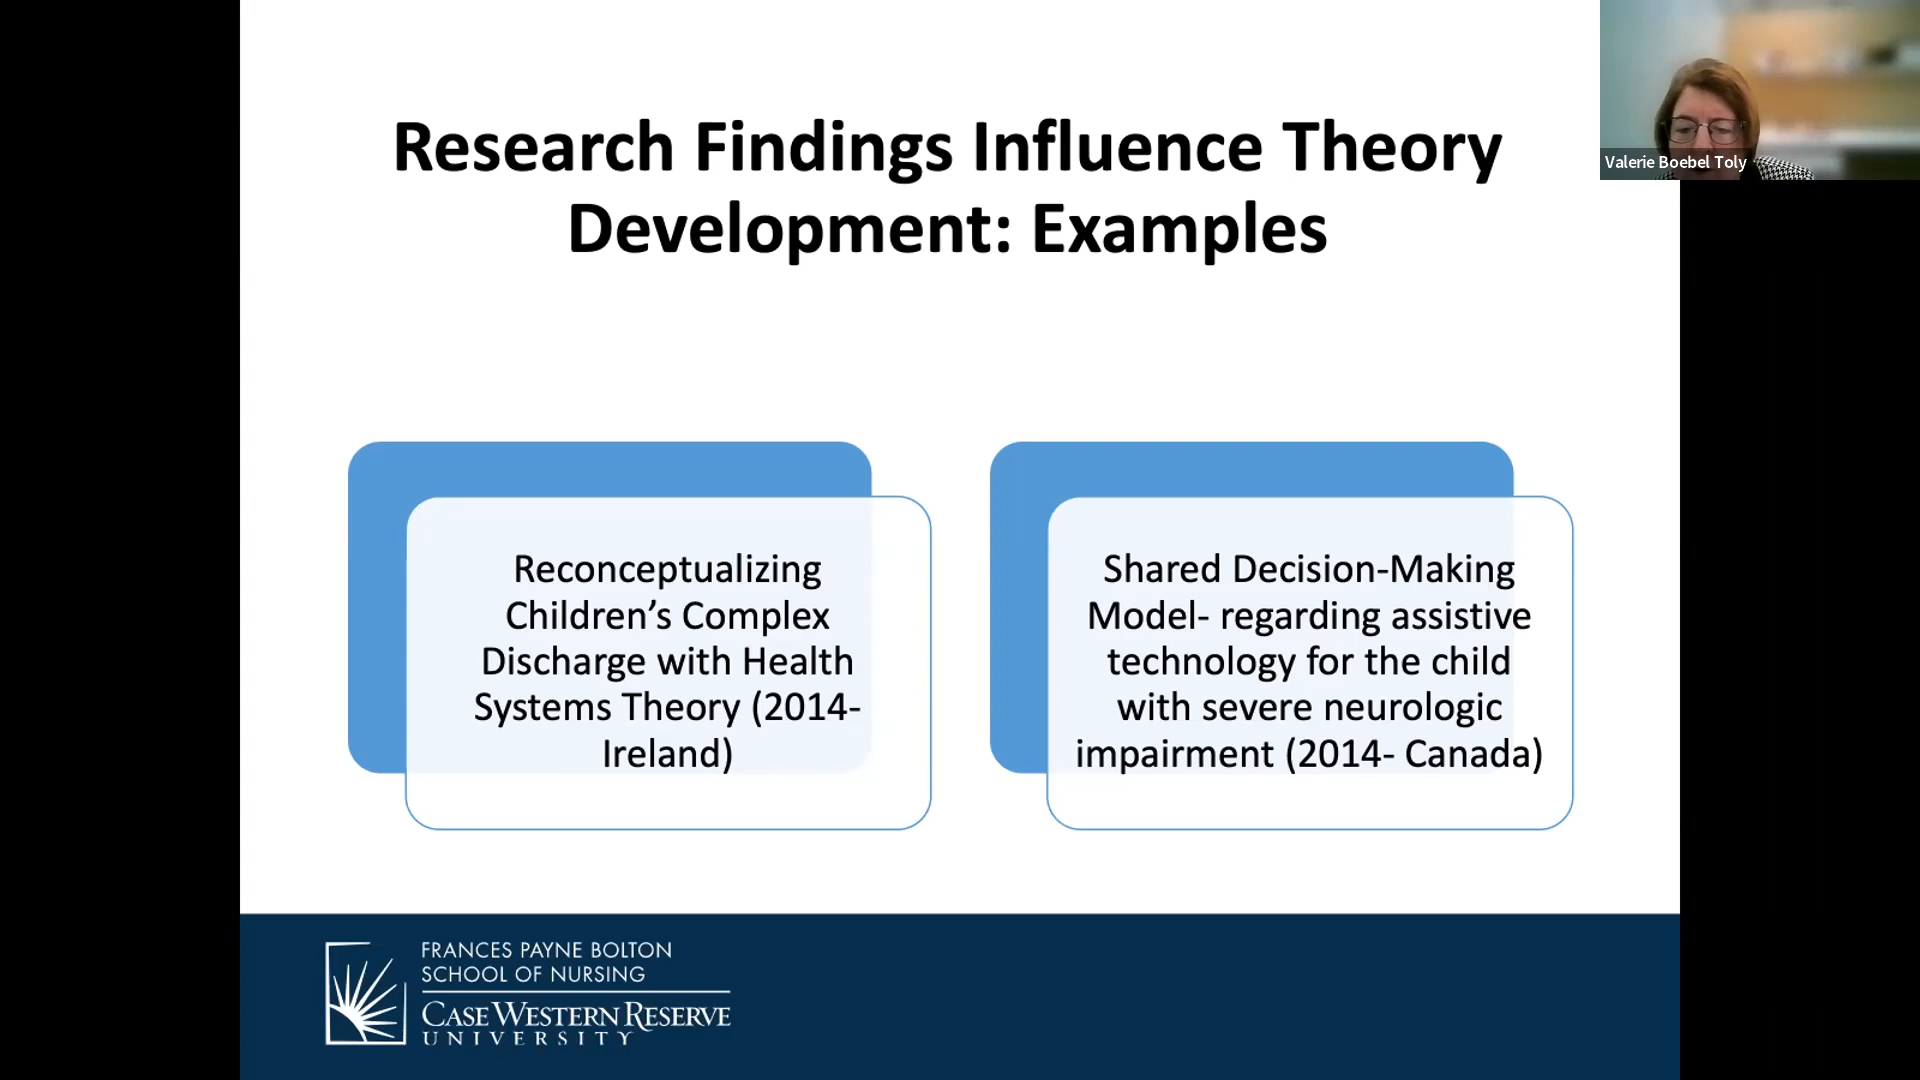 Research Findings Influence Theory
Development: Examples
Valerie Boebel Toly
Reconceptualizing
Children’s Complex
Discharge with Health
Systems Theory (2014-
Ireland)
Shared Decision-Making
Model- regarding assistive
technology for the child
with severe neurologic
impairment (2014- Canada)
FRANCES PAYNE BOLTON
SCHOOL OF NURSING
CASE WESTERN RESERVE
UNIVERSITY